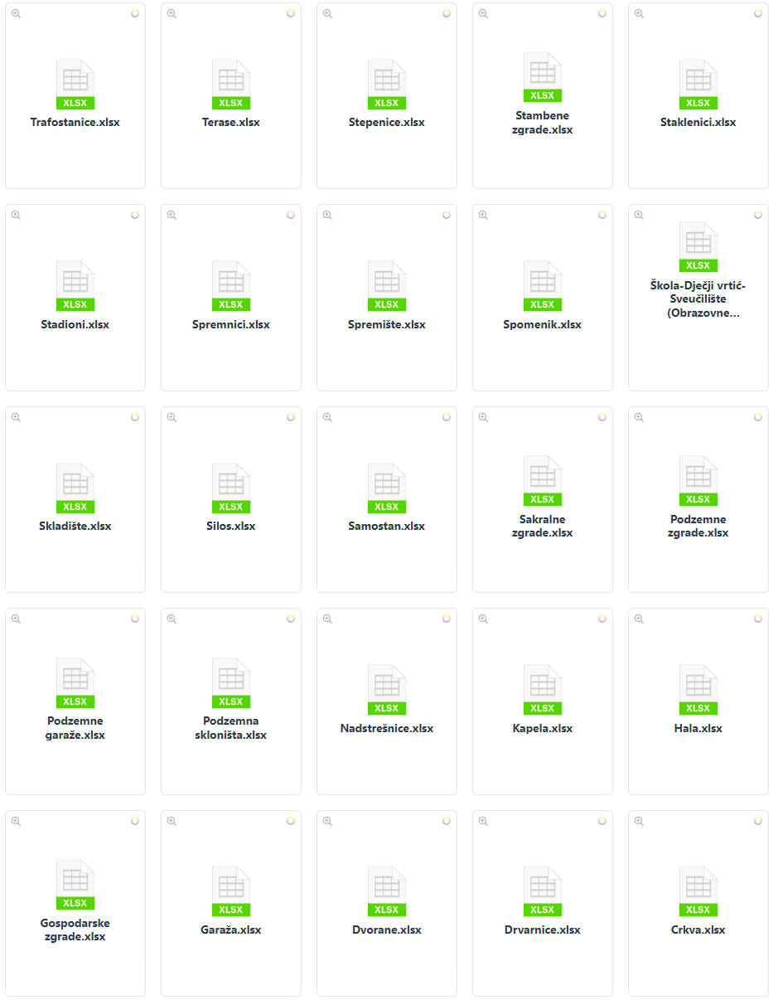 XLSX
XLSX
XLSX
XLSX
XLSX
Trafostanice.xlsx
Terase.xlsx
Stepenice.xlsx
Stambene
zgrade.xlsx
Staklenici.xlsx
XLSX
XLSX
XLSX
XLSX
XLSX
Stadioni.xlsx
Spremnici.xlsx
Spremište.xlsx
Spomenik.xlsx
Škola-Dječji vrtić-
Sveučilište
(Obrazovne...
XLSX
XLSX
XLSX
XLSX
XLSX
Skladište.xlsx
Silos.xlsx
Samostan.xlsx
Sakralne
zgrade.xlsx
Podzemne
zgrade.xlsx
XLSX
XLSX
XLSX
XLSX
XLSX
Podzemne
garaže.xlsx
Podzemna
skloništa.xlsx
Nadstrešnice.xlsx
Kapela.xlsx
Hala.xlsx
XLSX
XLSX
XLSX
XLSX
XLSX
Gospodarske
zgrade.xlsx
Garaža.xlsx
Dvorane.xlsx
Drvarnice.xlsx
Crkva.xlsx